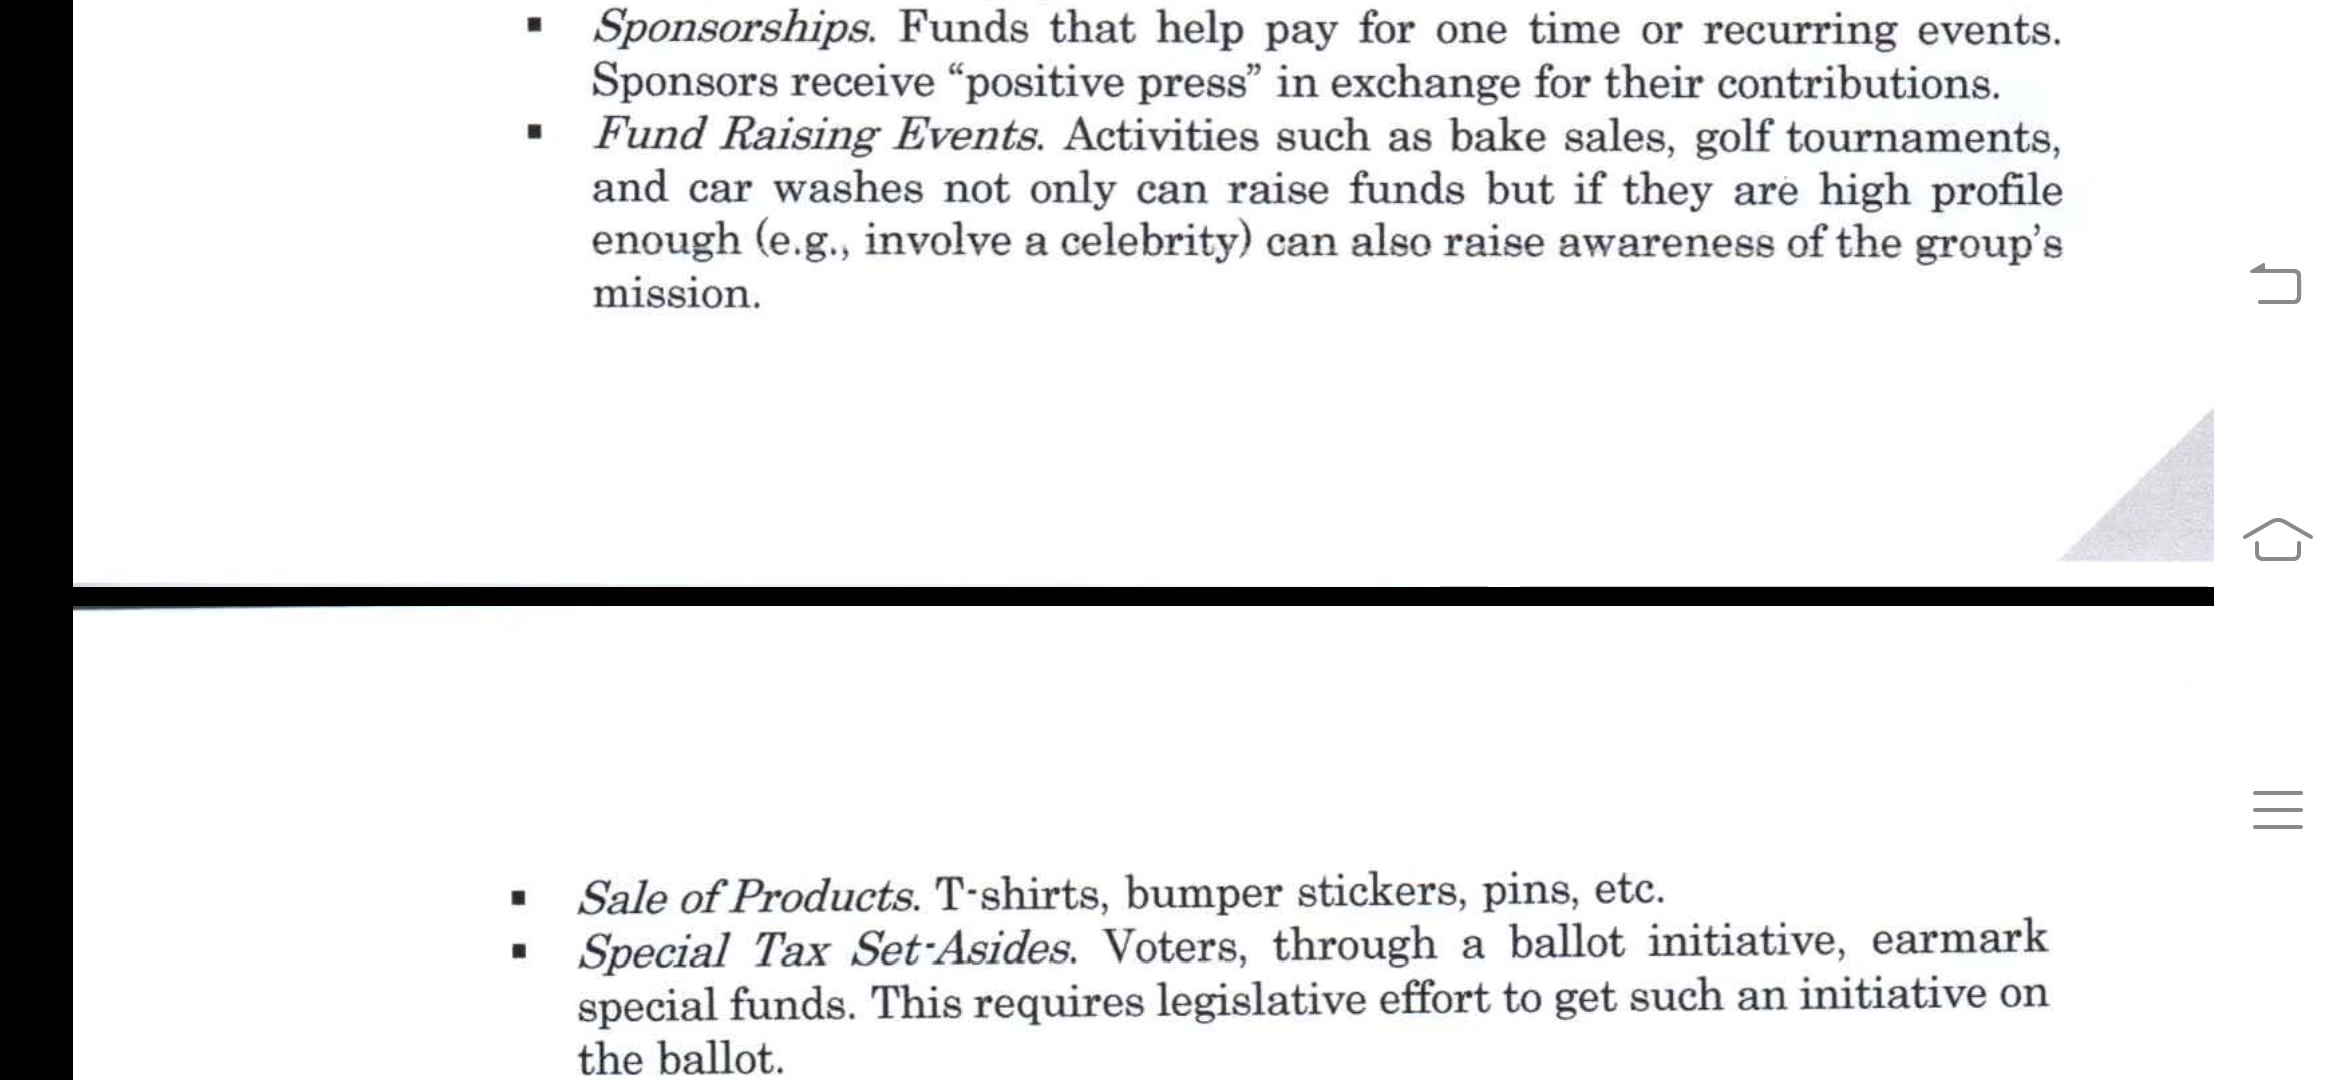 ▪ Sponsorships. Funds that help pay for one time or recurring events.
Sponsors receive “positive press” in exchange for their contributions.
▪ Fund Raising Events. Activities such as bake sales, golf tournaments,
and car washes not only can raise funds but if they are high profile
enough (e.g., involve a celebrity) can also raise awareness of the group’s
mission.
▪ Sale of Products. T-shirts, bumper stickers, pins, etc.
▪ Special Tax Set-Asides. Voters, through a ballot initiative, earmark
special funds. This requires legislative effort to get such an initiative on
the ballot.